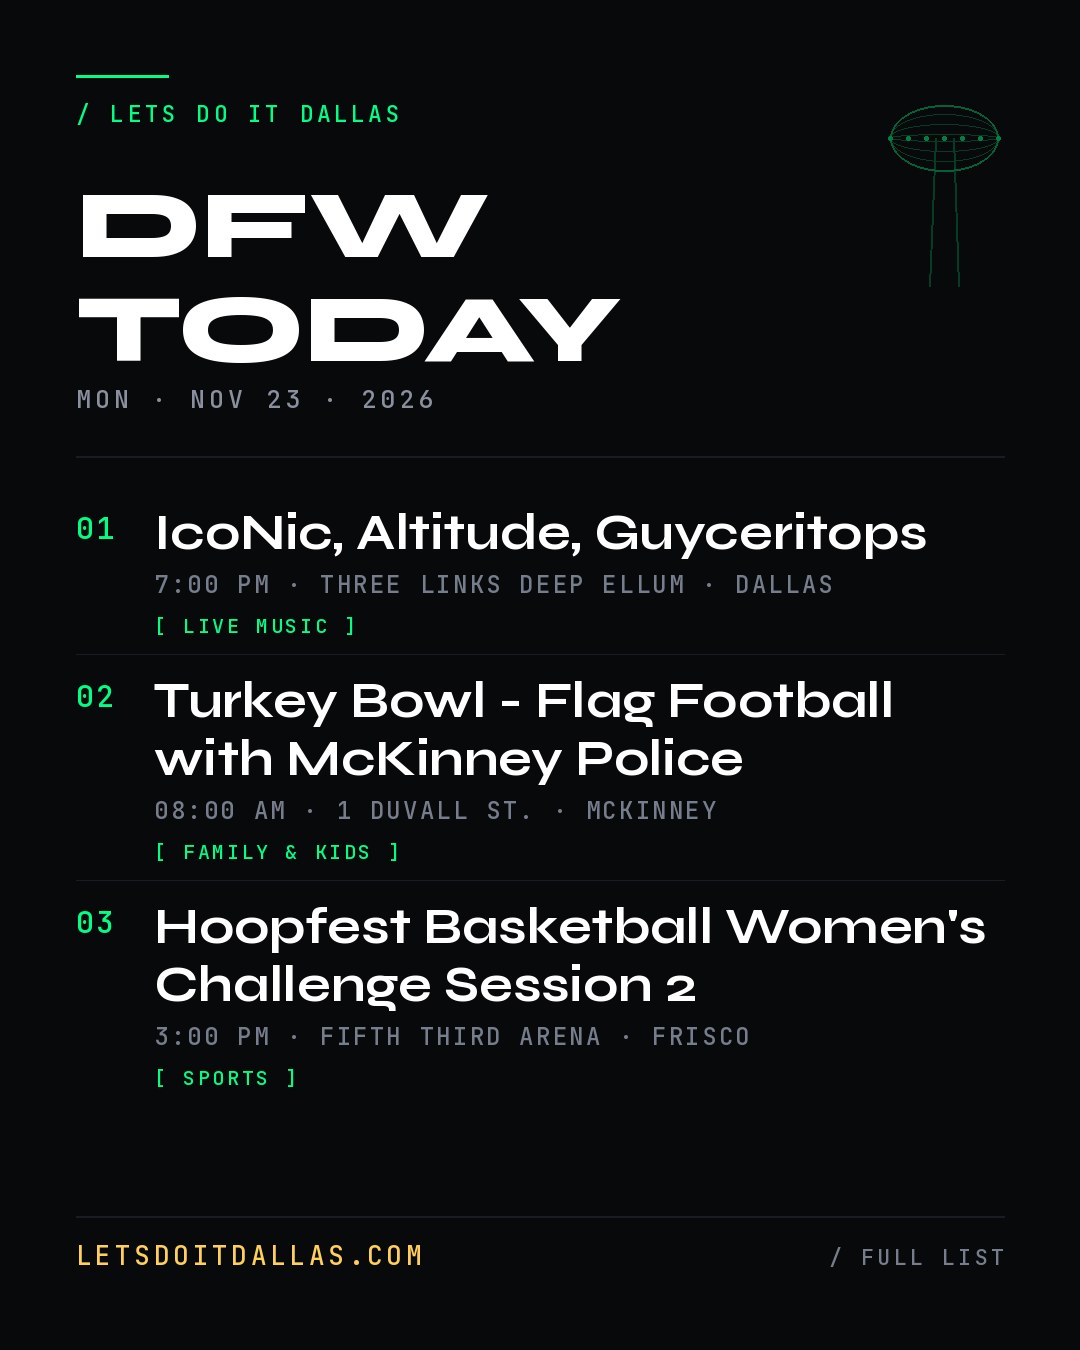 / LETS DO IT DALLAS
DFW
TODAY
MON · NOV 23 · 2026
01
IcoNic, Altitude, Guyceritops
7:00 PM · THREE LINKS DEEP ELLUM · DALLAS
[ LIVE MUSIC ]
02
Turkey Bowl - Flag Football
with McKinney Police
08:00 AM · 1 DUVALL ST. · MCKINNEY
[ FAMILY & KIDS ]
03
Hoopfest Basketball Women's
Challenge Session 2
3:00 PM · FIFTH THIRD ARENA · FRISCO
[ SPORTS ]
LETSDOITDALLAS.COM
/ FULL LIST